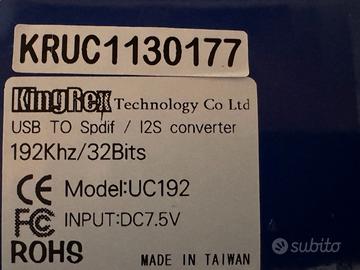 KRUC1130177
KingRex Technology Co Ltd
USB TO Spdif / I2S converter
192Khz/32Bits
CE Model:UC192
FC INPUT:DC7.5V
ROHS MADE IN TAIWAN
subito